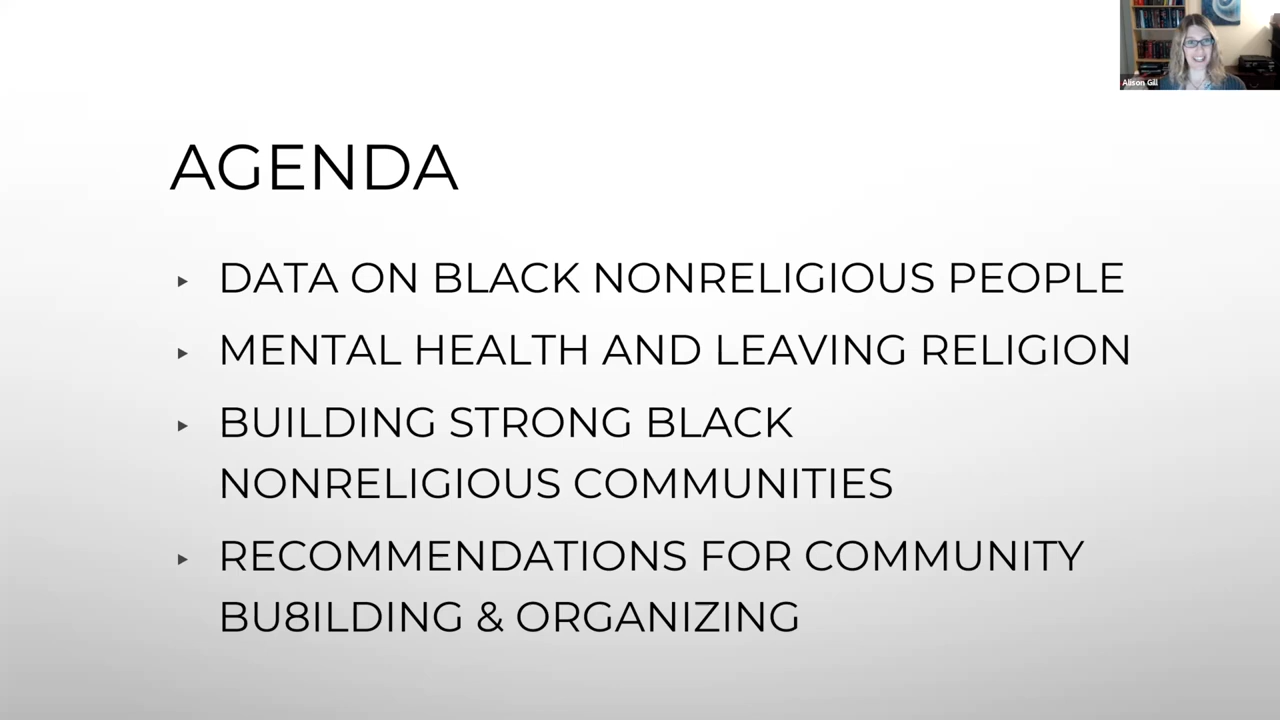 Alison Gill
AGENDA
DATA ON BLACK NONRELIGIOUS PEOPLE
MENTAL HEALTH AND LEAVING RELIGION
BUILDING STRONG BLACK
NONRELIGIOUS COMMUNITIES
RECOMMENDATIONS FOR COMMUNITY
BU8ILDING & ORGANIZING